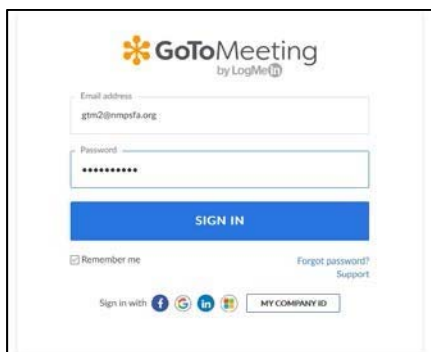 GoToMeeting
by LogMeIn
Email address
gtm2@nmpsfa.org
Password
••••••••••
SIGN IN
Remember me
Forgot password?
Support
Sign in with
MY COMPANY ID